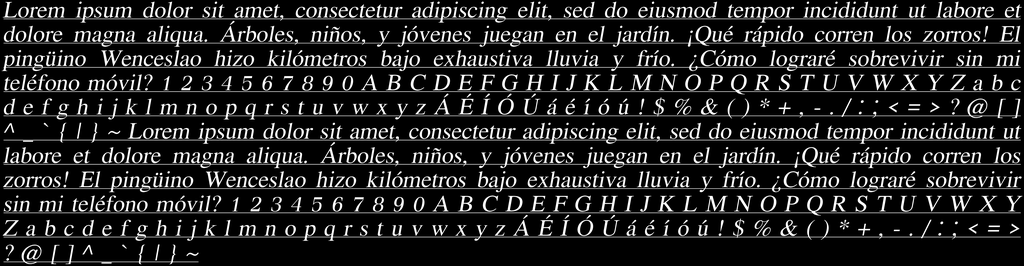 Lorem ipsum dolor sit amet, consectetur adipiscing elit, sed do eiusmod tempor incididunt ut labore et
dolore magna aliqua. Árboles, niños, y jóvenes juegan en el jardín. ¡Qué rápido corren los zorros! El
pingüino Wenceslao hizo kilómetros bajo exhaustiva lluvia y frío. ¿Cómo lograré sobrevivir sin mi
teléfono móvil? 1 2 3 4 5 6 7 8 9 0 A B C D E F G H I J K L M N O P Q R S T U V W X Y Z a b c
d e f g h i j k l m n o p q r s t u v w x y z Á É Í Ó Ú á é í ó ú ! $ % & ( ) * + , - . / : ; < = > ? @ [ ]
^ _ ` { | } ~ Lorem ipsum dolor sit amet, consectetur adipiscing elit, sed do eiusmod tempor incididunt ut
labore et dolore magna aliqua. Árboles, niños, y jóvenes juegan en el jardín. ¡Qué rápido corren los
zorros! El pingüino Wenceslao hizo kilómetros bajo exhaustiva lluvia y frío. ¿Cómo lograré sobrevivir
sin mi teléfono móvil? 1 2 3 4 5 6 7 8 9 0 A B C D E F G H I J K L M N O P Q R S T U V W X Y
Z a b c d e f g h i j k l m n o p q r s t u v w x y z Á É Í Ó Ú á é í ó ú ! $ % & ( ) * + , - . / : ; < = >
? @ [ ] ^ _ ` { | } ~